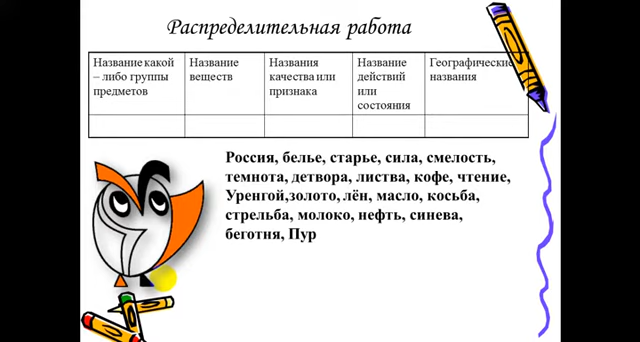 Распределительная работа
Название какой
– либо группы
предметов
Название
веществ
Названия
качества или
признака
Название
действий
или
состояния
Географические
названия
Россия, белье, старье, сила, смелость,
темнота, детвора, листва, кофе, чтение,
Уренгой,золото, лён, масло, косьба,
стрельба, молоко, нефть, синева,
беготня, Пур